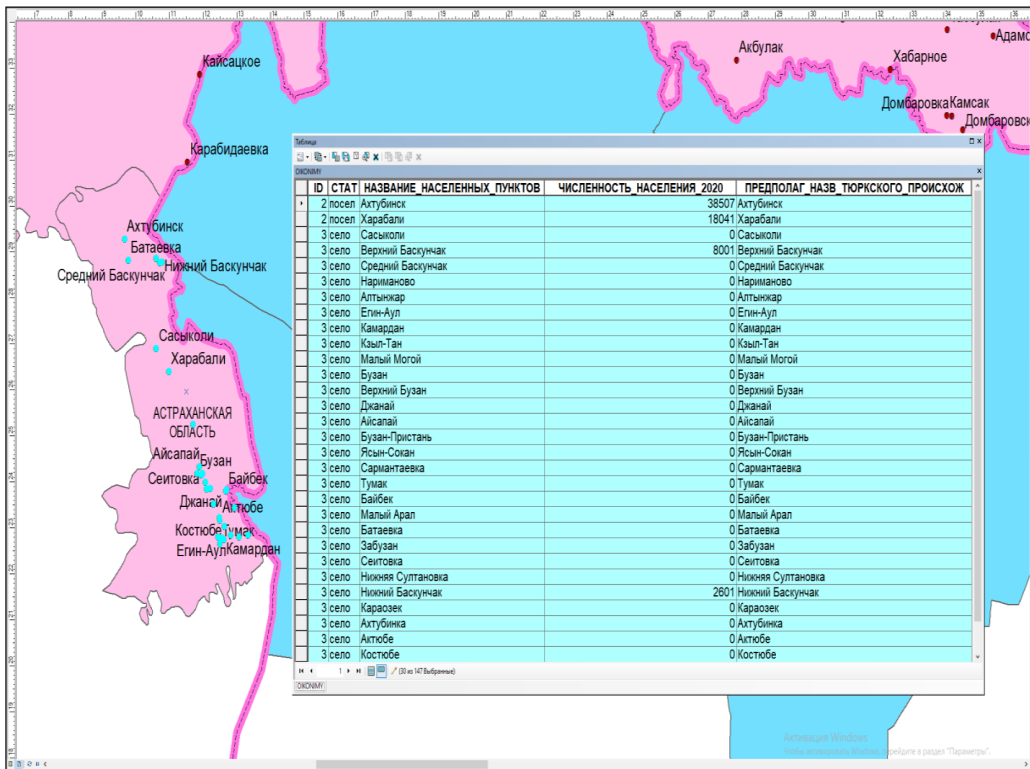 Акбулак
Хабарное
Кайсацкое
Домбаровка
Камсак
Карабидаевка
Таблица
OKONIMY
ID СТАТ НАЗВАНИЕ_НАСЕЛЕННЫХ_ПУНКТОВ ЧИСЛЕННОСТЬ_НАСЕЛЕНИЯ_2020 ПРЕДПОЛАГ_НАЗВ_ТЮРКСКОГО_ПРОИСХОЖ
2 посел Ахтубинск 38507 Ахтубинск
2 посел Харабали 18041 Харабали
3 село Сасыколи 0 Сасыколи
3 село Верхний Баскунчак 8001 Верхний Баскунчак
3 село Средний Баскунчак 0 Средний Баскунчак
3 село Нариманово 0 Нариманово
3 село Алтынжар 0 Алтынжар
3 село Егин-Аул 0 Егин-Аул
3 село Камардан 0 Камардан
3 село Кзыл-Тан 0 Кзыл-Тан
3 село Малый Могой 0 Малый Могой
3 село Бузан 0 Бузан
3 село Верхний Бузан 0 Верхний Бузан
3 село Джанай 0 Джанай
3 село Айсапай 0 Айсапай
3 село Бузан-Пристань 0 Бузан-Пристань
3 село Ясын-Сокан 0 Ясын-Сокан
3 село Сармантаевка 0 Сармантаевка
3 село Тумак 0 Тумак
3 село Байбек 0 Байбек
3 село Малый Арал 0 Малый Арал
3 село Батаевка 0 Батаевка
3 село Забузан 0 Забузан
3 село Сеитовка 0 Сеитовка
3 село Нижняя Султановка 0 Нижняя Султановка
3 село Нижний Баскунчак 2601 Нижний Баскунчак
3 село Караозек 0 Караозек
3 село Ахтубинка 0 Ахтубинка
3 село Актюбе 0 Актюбе
3 село Костюбе 0 Костюбе
1 (30 из 147 Выбранные)
OKONIMY
Ахтубинск
Батаевка
Нижний Баскунчак
Средний Баскунчак
Сасыколи
Харабали
АСТРАХАНСКАЯ
ОБЛАСТЬ
Айсапай
Бузан
Сеитовка
Байбек
Джанай
Актюбе
Костюбе
Тумак
Егин-Аул
Камардан
Активация Windows
Чтобы активировать Windows, перейдите в раздел "Параметры".